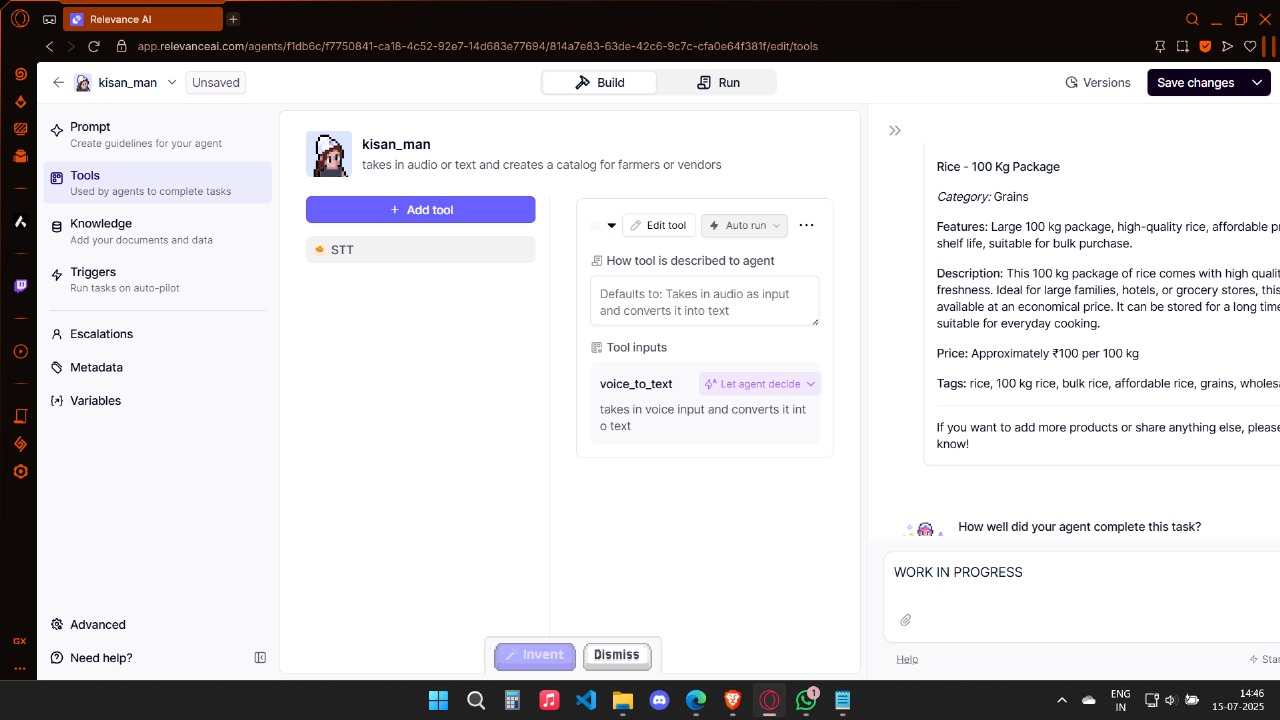 Relevance AI
app.relevanceai.com/agents/f1db6c/f7750841-ca18-4c52-92e7-14d683e77694/814a7e83-63de-42c6-9c7c-cfa0e64f381f/edit/tools
kisan_man
Unsaved
Build
Run
Versions
Save changes
Prompt
Create guidelines for your agent
Tools
Used by agents to complete tasks
Knowledge
Add your documents and data
Triggers
Run tasks on auto-pilot
Escalations
Metadata
Variables
Advanced
Need help?
kisan_man
takes in audio or text and creates a catalog for farmers or vendors
+ Add tool
STT
Edit tool
Auto run
How tool is described to agent
Defaults to: Takes in audio as input
and converts it into text
Tool inputs
voice_to_text
Let agent decide
takes in voice input and converts it int
o text
Invent
Dismiss
Rice - 100 Kg Package
Category: Grains
Features: Large 100 kg package, high-quality rice, affordable pr
shelf life, suitable for bulk purchase.
Description: This 100 kg package of rice comes with high qualit
freshness. Ideal for large families, hotels, or grocery stores, this
available at an economical price. It can be stored for a long time
suitable for everyday cooking.
Price: Approximately ₹100 per 100 kg
Tags: rice, 100 kg rice, bulk rice, affordable rice, grains, wholesa
If you want to add more products or share anything else, please
know!
How well did your agent complete this task?
WORK IN PROGRESS
Help
Star
GX
1
ENG
IN
14:46
15-07-2025